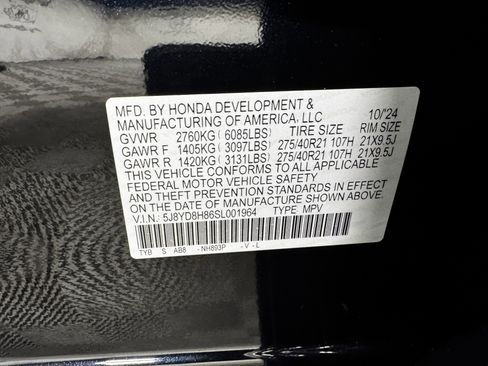 MFD. BY HONDA DEVELOPMENT &
MANUFACTURING OF AMERICA, LLC 10/'24
GVWR 2760KG (6085LBS) TIRE SIZE RIM SIZE
GAWR F 1405KG (3097LBS) 275/40R21 107H 21X9.5J
GAWR R 1420KG (3131LBS) 275/40R21 107H 21X9.5J
THIS VEHICLE CONFORMS TO ALL APPLICABLE
FEDERAL MOTOR VEHICLE SAFETY
AND THEFT PREVENTION STANDARDS IN EFFECT
ON THE DATE OF MANUFACTURE SHOWN ABOVE.
V.I.N.: 5J8YD8H86SL001964 TYPE: MPV
TYB S AB8 -NH893P -V -L